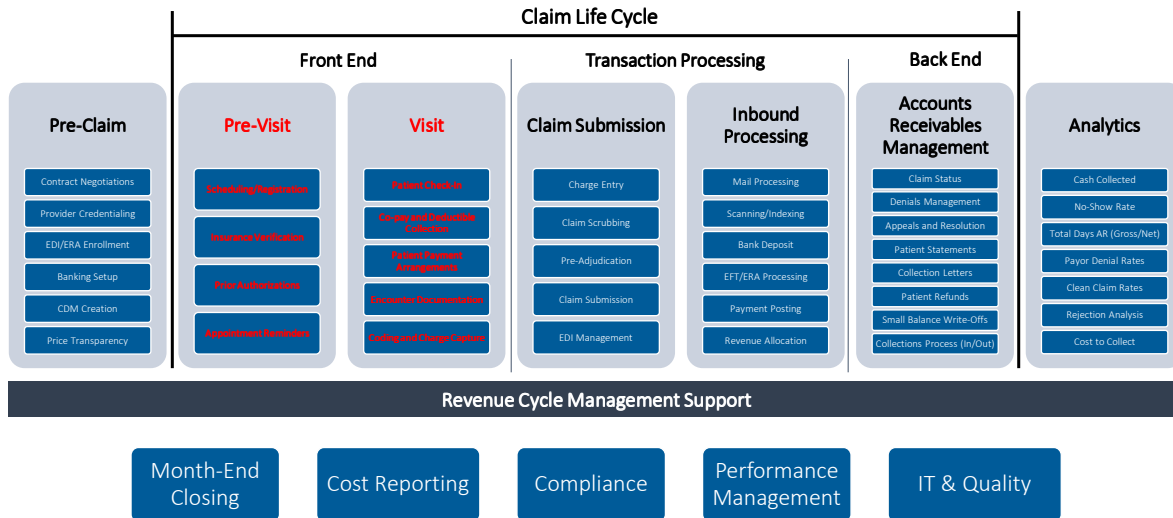 Claim Life Cycle
Front End
Transaction Processing
Back End
Pre-Claim
Contract Negotiations
Provider Credentialing
EDI/ERA Enrollment
Banking Setup
CDM Creation
Price Transparency
Pre-Visit
Scheduling/Registration
Insurance Verification
Prior Authorizations
Appointment Reminders
Visit
Patient Check-In
Co-pay and Deductible
Collection
Patient Payment
Arrangements
Encounter Documentation
Coding and Charge Capture
Claim Submission
Charge Entry
Claim Scrubbing
Pre-Adjudication
Claim Submission
EDI Management
Inbound
Processing
Mail Processing
Scanning/Indexing
Bank Deposit
EFT/ERA Processing
Payment Posting
Revenue Allocation
Accounts
Receivables
Management
Claim Status
Denials Management
Appeals and Resolution
Patient Statements
Collection Letters
Patient Refunds
Small Balance Write-Offs
Collections Process (In/Out)
Analytics
Cash Collected
No-Show Rate
Total Days AR (Gross/Net)
Payor Denial Rates
Clean Claim Rates
Rejection Analysis
Cost to Collect
Revenue Cycle Management Support
Month-End
Closing
Cost Reporting
Compliance
Performance
Management
IT & Quality